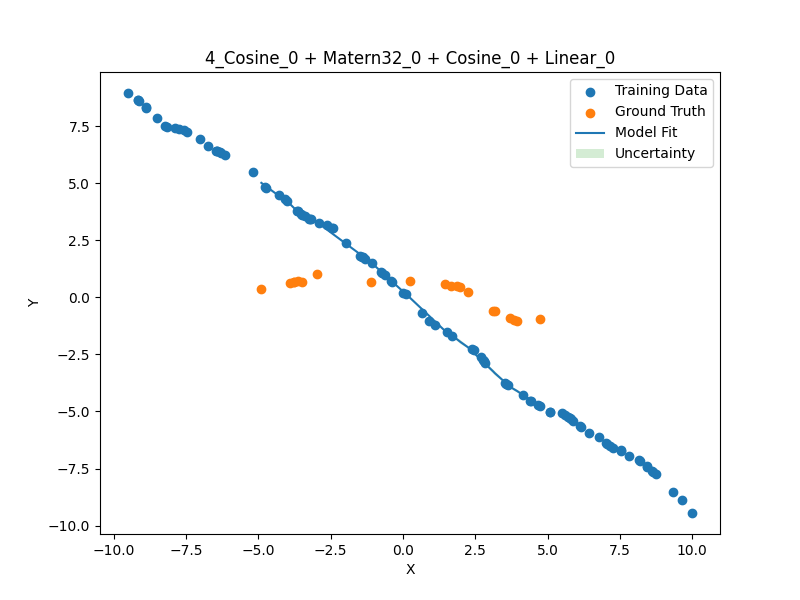 4_Cosine_0 + Matern32_0 + Cosine_0 + Linear_0
Training Data
Ground Truth
Model Fit
Uncertainty
7.5
5.0
2.5
0.0
−2.5
−5.0
−7.5
−10.0
Y
−10.0 −7.5 −5.0 −2.5 0.0 2.5 5.0 7.5 10.0
X